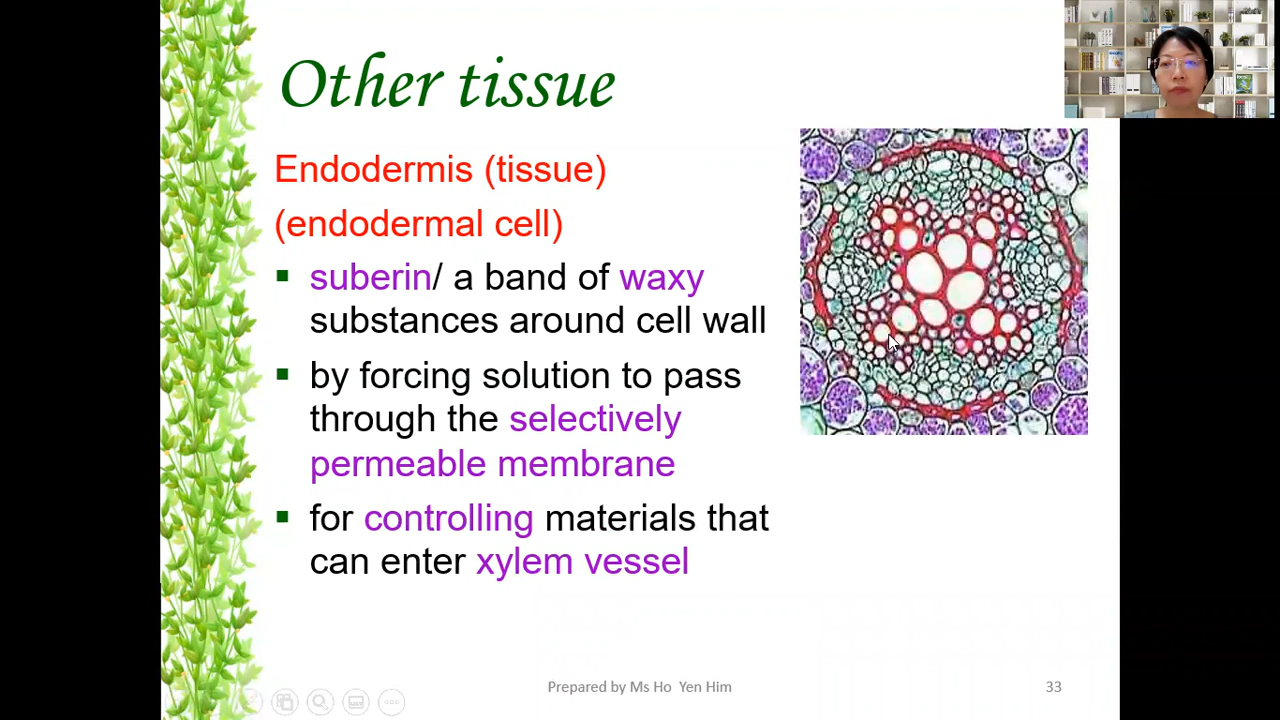 Other tissue
Endodermis (tissue)
(endodermal cell)
suberin/ a band of waxy
substances around cell wall
by forcing solution to pass
through the selectively
permeable membrane
for controlling materials that
can enter xylem vessel
Prepared by Ms Ho Yen Him
33